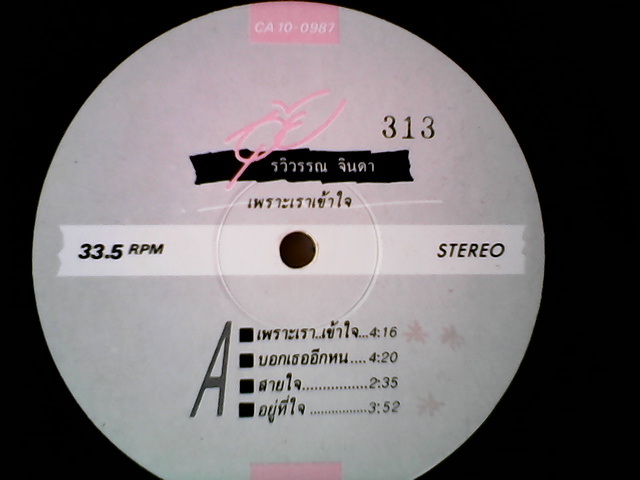 CA 10-0987
313
รวิวรรณ จินดา
เพราะเราเข้าใจ
33.5 RPM
STEREO
A
เพราะเรา...เข้าใจ...4:16
บอกเธออีกหน....4:20
สายใจ................2:35
อยู่ที่ใจ ................3:52